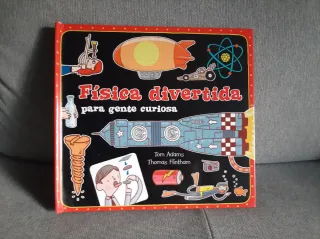 Física divertida
para gente curiosa
Tom Adams
Thomas Flintham